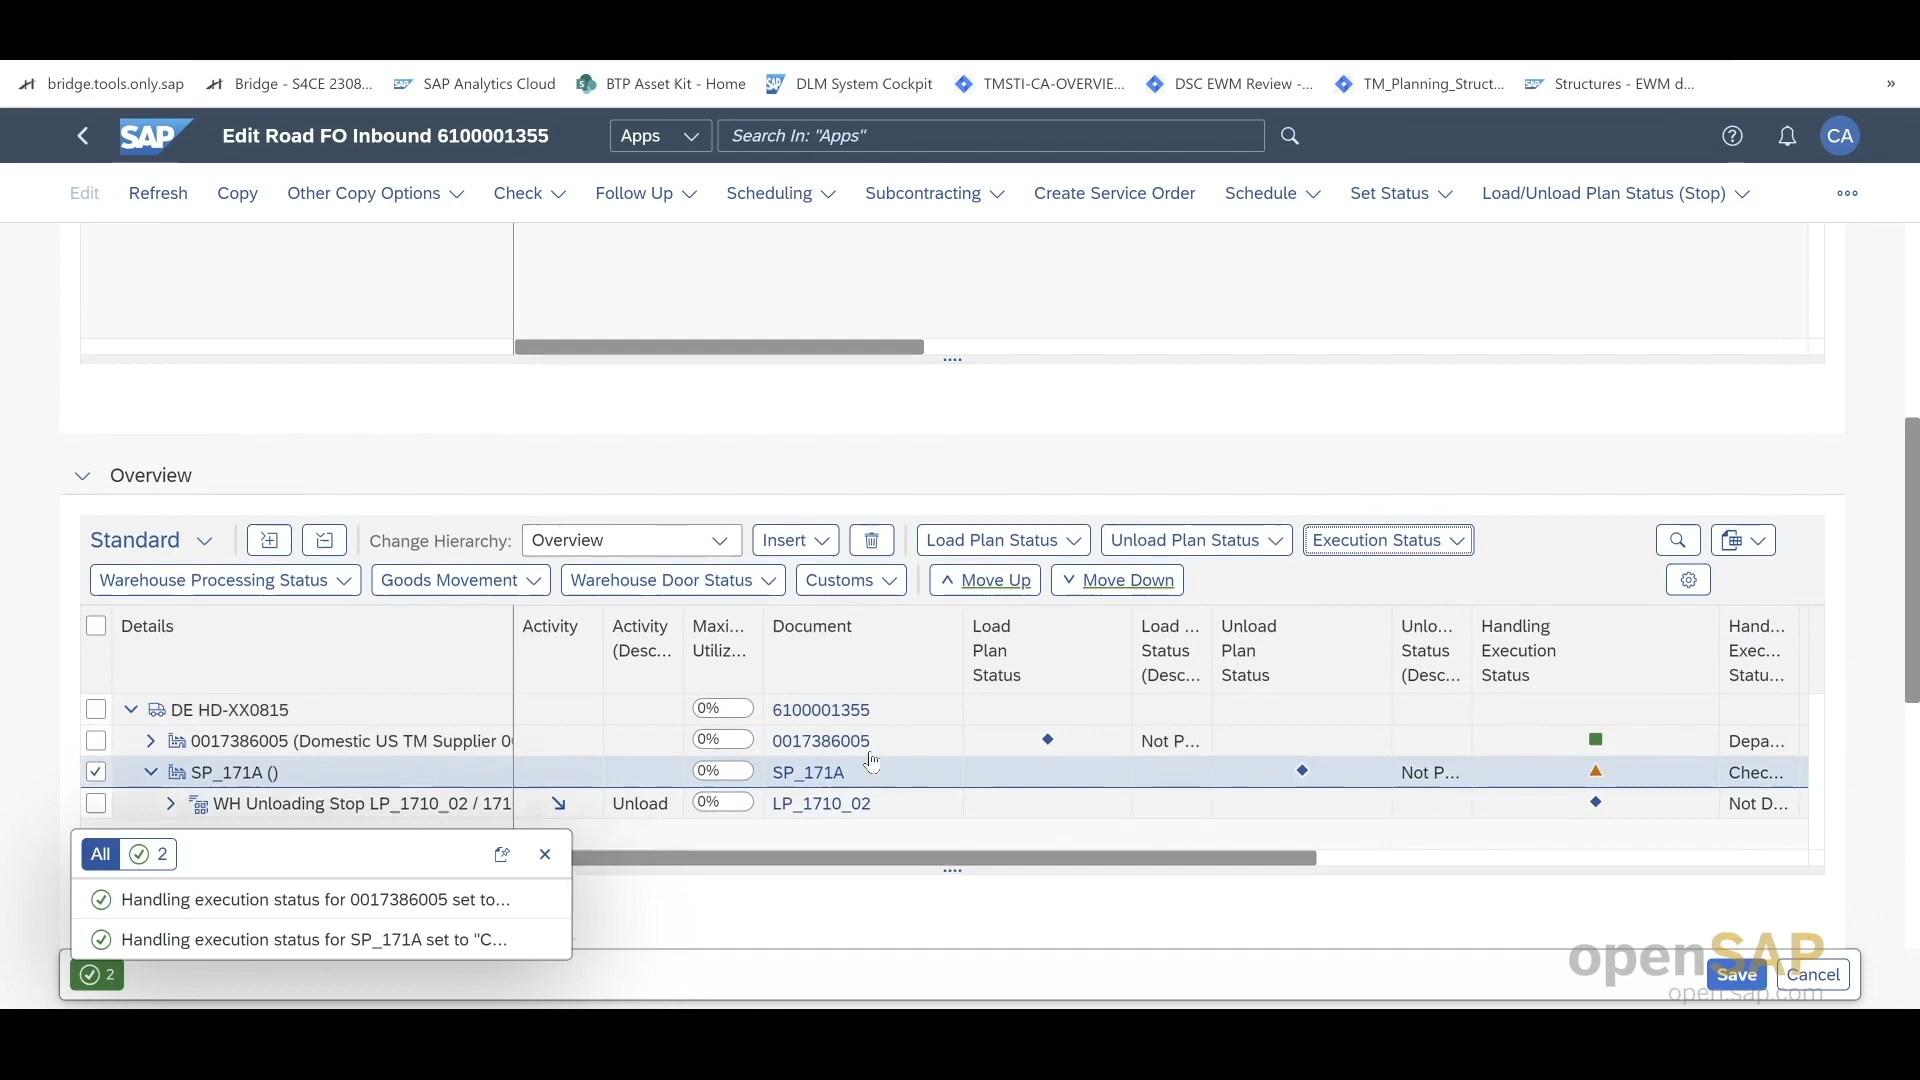 bridge.tools.only.sap Bridge - S4CE 2308... SAP Analytics Cloud BTP Asset Kit - Home DLM System Cockpit TMSTI-CA-OVERVIE... DSC EWM Review -... TM_Planning_Struct... Structures - EWM d... »
SAP Edit Road FO Inbound 6100001355 Apps Search In: "Apps" CA
Edit Refresh Copy Other Copy Options Check Follow Up Scheduling Subcontracting Create Service Order Schedule Set Status Load/Unload Plan Status (Stop)
Overview
Standard Change Hierarchy: Overview Insert Load Plan Status Unload Plan Status Execution Status
Warehouse Processing Status Goods Movement Warehouse Door Status Customs Move Up Move Down
Details Activity Activity (Desc... Maxi... Utiliz... Document Load Plan Status Load ... Status (Desc... Unload Plan Status Unlo... Status (Desc... Handling Execution Status Hand... Exec... Statu...
DE HD-XX0815 0% 6100001355
0017386005 (Domestic US TM Supplier 0 0% 0017386005 Not P... Depa...
SP_171A () 0% SP_171A Not P... Chec...
WH Unloading Stop LP_1710_02 / 171 Unload 0% LP_1710_02 Not D...
All 2
Handling execution status for 0017386005 set to...
Handling execution status for SP_171A set to "C...
2 Save Cancel
openSAP
open.sap.com